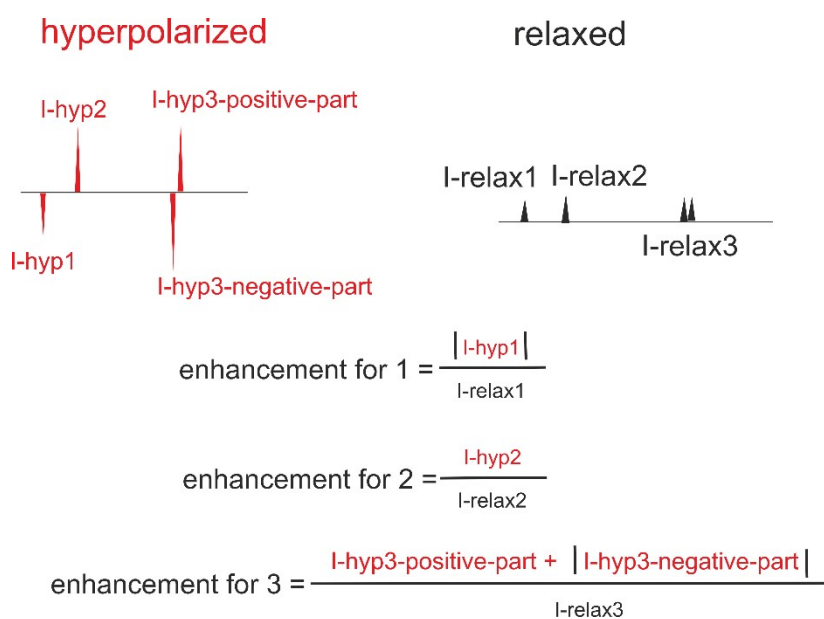 hyperpolarized
relaxed
I-hyp2
I-hyp3-positive-part
I-hyp1
I-hyp3-negative-part
I-relax1
I-relax2
I-relax3
enhancement for 1 = |I-hyp1|
I-relax1
enhancement for 2 = I-hyp2
I-relax2
enhancement for 3 = I-hyp3-positive-part + |I-hyp3-negative-part|
I-relax3